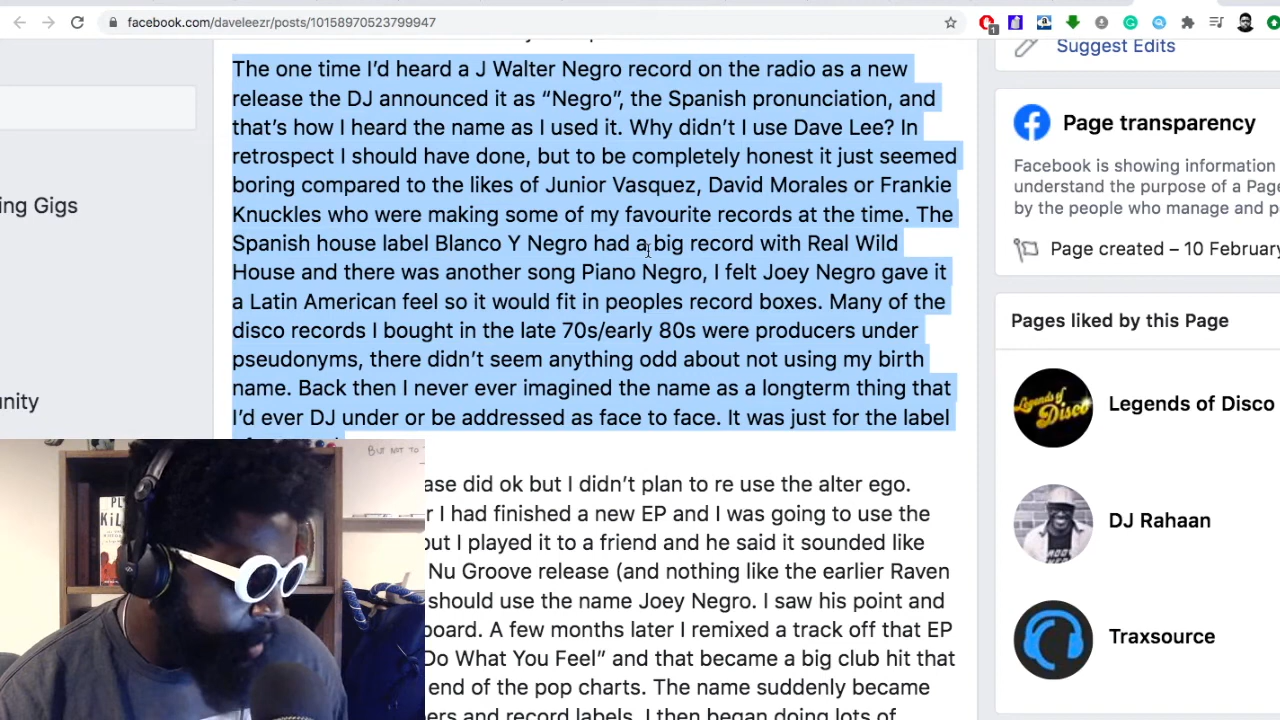 facebook.com/daveleezr/posts/10158970523799947
1
Suggest Edits
The one time I’d heard a J Walter Negro record on the radio as a new
release the DJ announced it as “Negro”, the Spanish pronunciation, and
that’s how I heard the name as I used it. Why didn’t I use Dave Lee? In
retrospect I should have done, but to be completely honest it just seemed
boring compared to the likes of Junior Vasquez, David Morales or Frankie
Knuckles who were making some of my favourite records at the time. The
Spanish house label Blanco Y Negro had a big record with Real Wild
House and there was another song Piano Negro, I felt Joey Negro gave it
a Latin American feel so it would fit in peoples record boxes. Many of the
disco records I bought in the late 70s/early 80s were producers under
pseudonyms, there didn’t seem anything odd about not using my birth
name. Back then I never ever imagined the name as a longterm thing that
I’d ever DJ under or be addressed as face to face. It was just for the label
ase did ok but I didn’t plan to re use the alter ego.
r I had finished a new EP and I was going to use the
out I played it to a friend and he said it sounded like
Nu Groove release (and nothing like the earlier Raven
should use the name Joey Negro. I saw his point and
board. A few months later I remixed a track off that EP
Do What You Feel” and that became a big club hit that
end of the pop charts. The name suddenly became
ers and record labels. I then began doing lots of
ing Gigs
unity
Page transparency
Facebook is showing information
understand the purpose of a Page
by the people who manage and p
Page created – 10 February
Pages liked by this Page
Legends of Disco
Legends of Disco
DJ Rahaan
Traxsource
BUT NOT TO